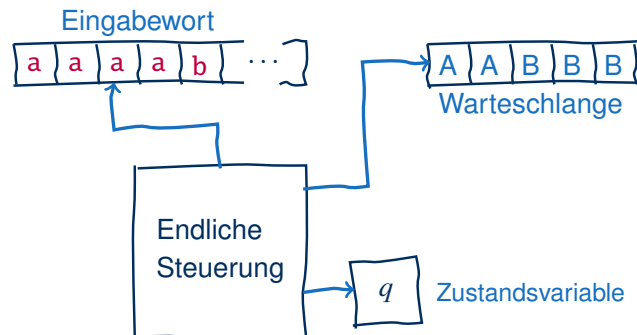 Eingabewort
a a a a b ...
A A B B B
Warteschlange
Endliche
Steuerung
q
Zustandsvariable